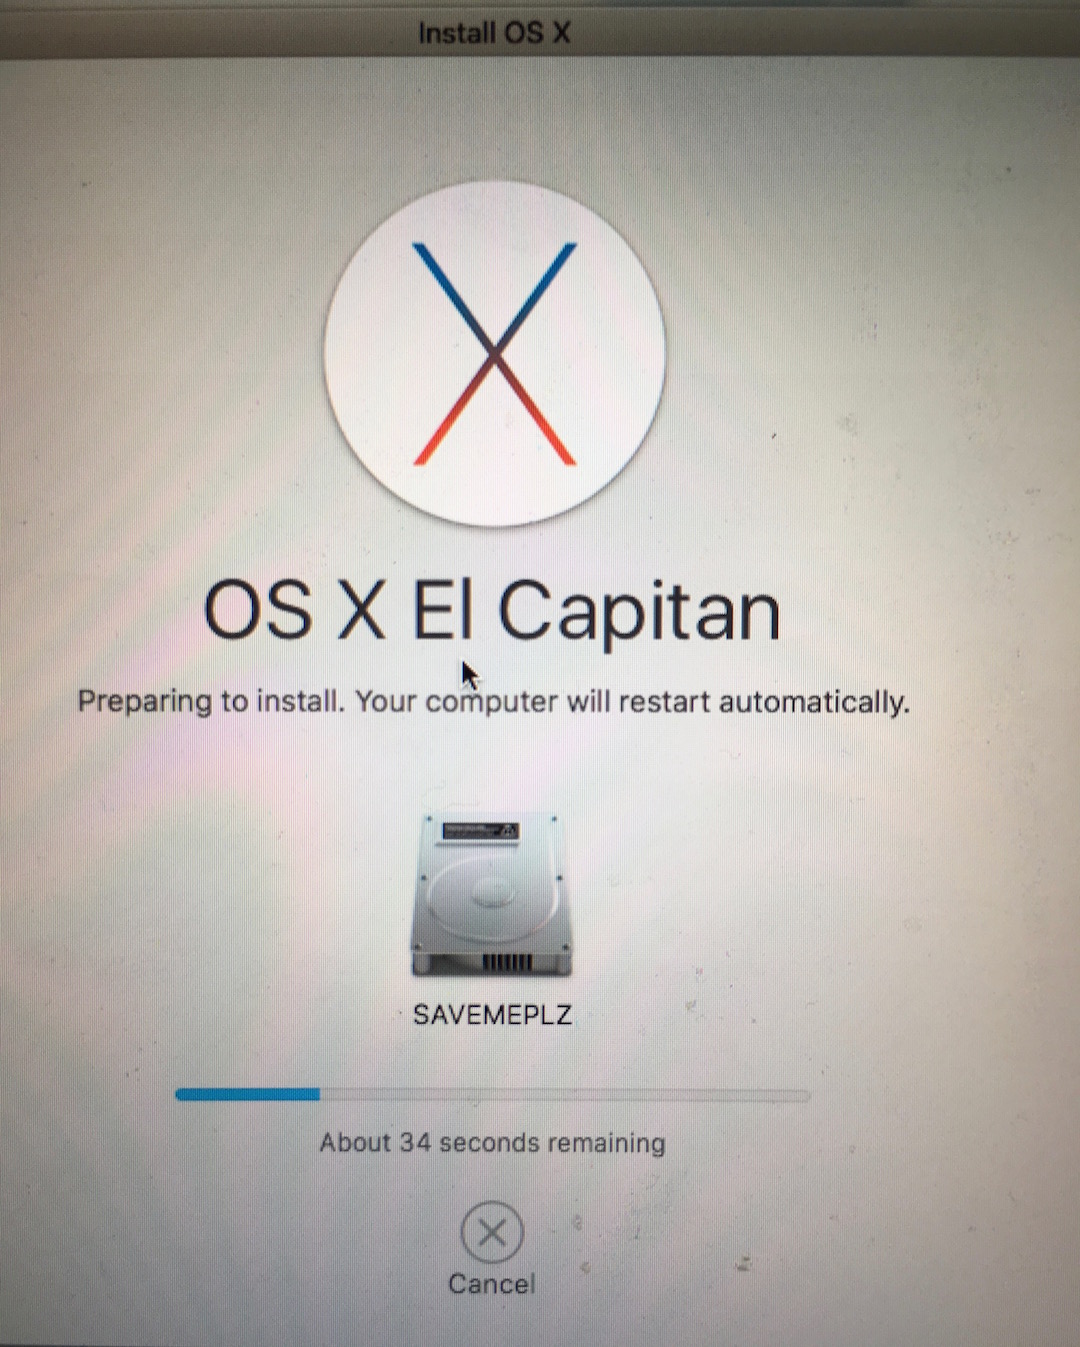 Install OS X
OS X El Capitan
Preparing to install. Your computer will restart automatically.
SAVEMEPLZ
About 34 seconds remaining
Cancel